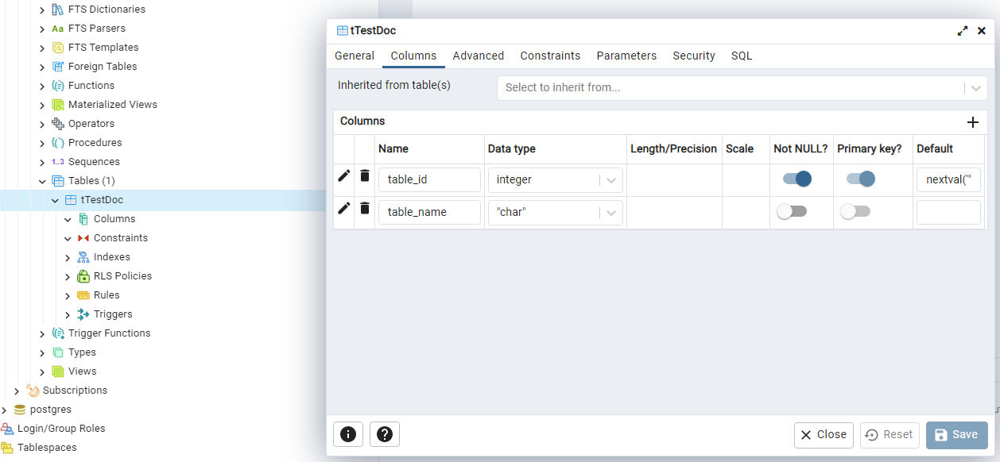 FTS Dictionaries
Aa FTS Parsers
FTS Templates
Foreign Tables
Functions
Materialized Views
Operators
Procedures
1..3 Sequences
Tables (1)
tTestDoc
Columns
Constraints
Indexes
RLS Policies
Rules
Triggers
Trigger Functions
Types
Views
Subscriptions
postgres
Login/Group Roles
Tablespaces
tTestDoc
General Columns Advanced Constraints Parameters Security SQL
Inherited from table(s) Select to inherit from...
Columns
Name Data type Length/Precision Scale Not NULL? Primary key? Default
table_id integer nextval('"
table_name "char"
Close Reset Save